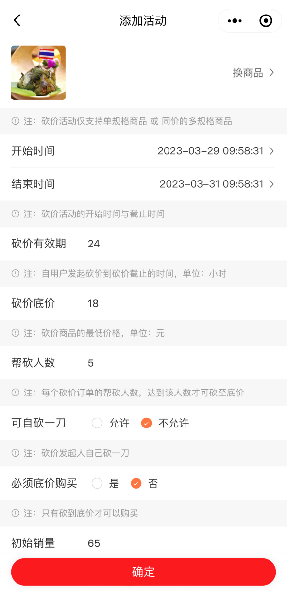 添加活动
换商品
注：砍价活动仅支持单规格商品 或 同价的多规格商品
开始时间 2023-03-29 09:58:31
结束时间 2023-03-31 09:58:31
注：砍价活动的开始时间与截止时间
砍价有效期 24
注：自用户发起砍价到砍价截止的时间，单位：小时
砍价底价 18
注：砍价商品的最低价格，单位：元
帮砍人数 5
注：每个砍价订单的帮砍人数，达到该人数才可砍至底价
可自砍一刀 允许 不允许
注：砍价发起人自己砍一刀
必须底价购买 是 否
注：只有砍到底价才可以购买
初始销量 65
确定